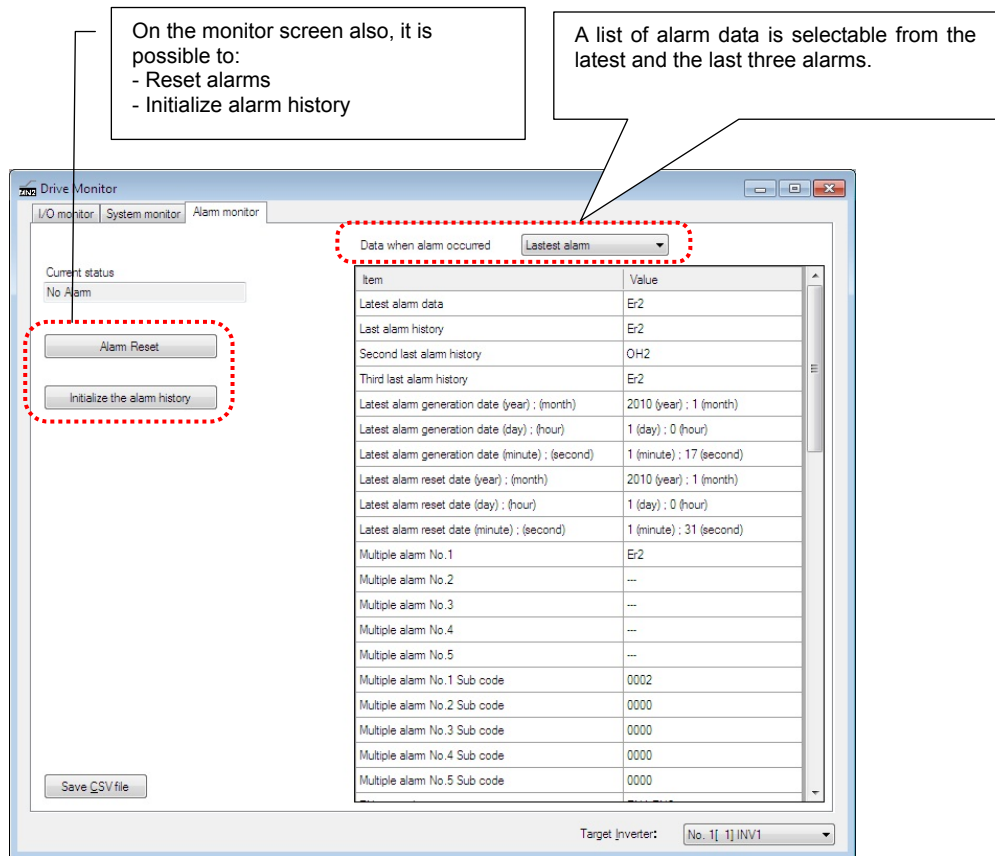 On the monitor screen also, it is
possible to:
- Reset alarms
- Initialize alarm history
A list of alarm data is selectable from the
latest and the last three alarms.
Drive Monitor
I/O monitor System monitor Alarm monitor
Data when alarm occurred Lastest alarm
Current status
No Alarm
Alarm Reset
Initialize the alarm history
Item Value
Latest alarm data Er2
Last alarm history Er2
Second last alarm history OH2
Third last alarm history Er2
Latest alarm generation date (year) ; (month) 2010 (year) ; 1 (month)
Latest alarm generation date (day) ; (hour) 1 (day) ; 0 (hour)
Latest alarm generation date (minute) ; (second) 1 (minute) ; 17 (second)
Latest alarm reset date (year) ; (month) 2010 (year) ; 1 (month)
Latest alarm reset date (day) ; (hour) 1 (day) ; 0 (hour)
Latest alarm reset date (minute) ; (second) 1 (minute) ; 31 (second)
Multiple alarm No.1 Er2
Multiple alarm No.2 ---
Multiple alarm No.3 ---
Multiple alarm No.4 ---
Multiple alarm No.5 ---
Multiple alarm No.1 Sub code 0002
Multiple alarm No.2 Sub code 0000
Multiple alarm No.3 Sub code 0000
Multiple alarm No.4 Sub code 0000
Multiple alarm No.5 Sub code 0000
Save CSV file
Target Inverter: No. 1[ 1] INV1